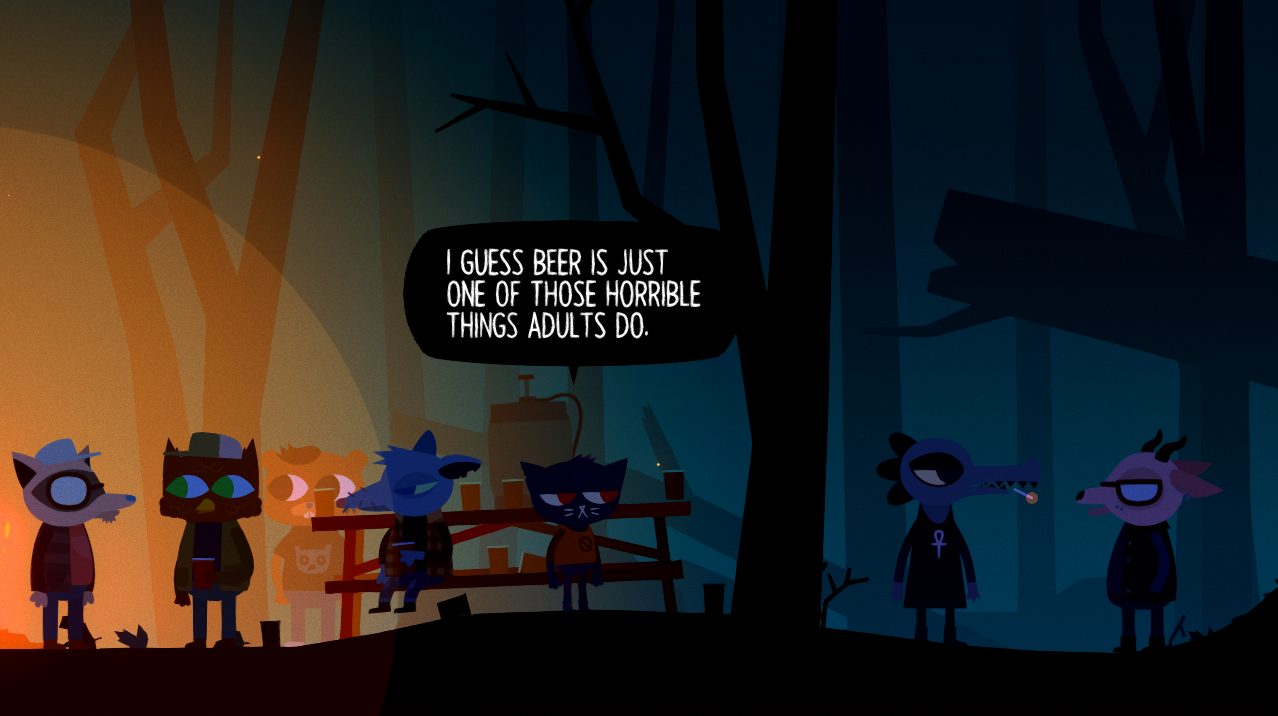 I GUESS BEER IS JUST
ONE OF THOSE HORRIBLE
THINGS ADULTS DO.